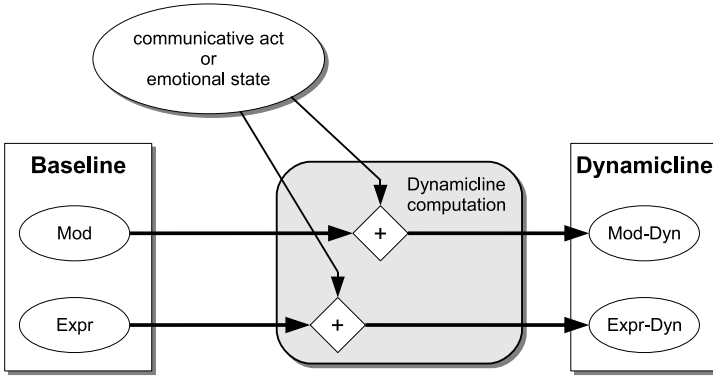 communicative act
or
emotional state
Baseline
Dynamicline
Dynamicline
computation
Mod
+
Mod-Dyn
Expr
+
Expr-Dyn